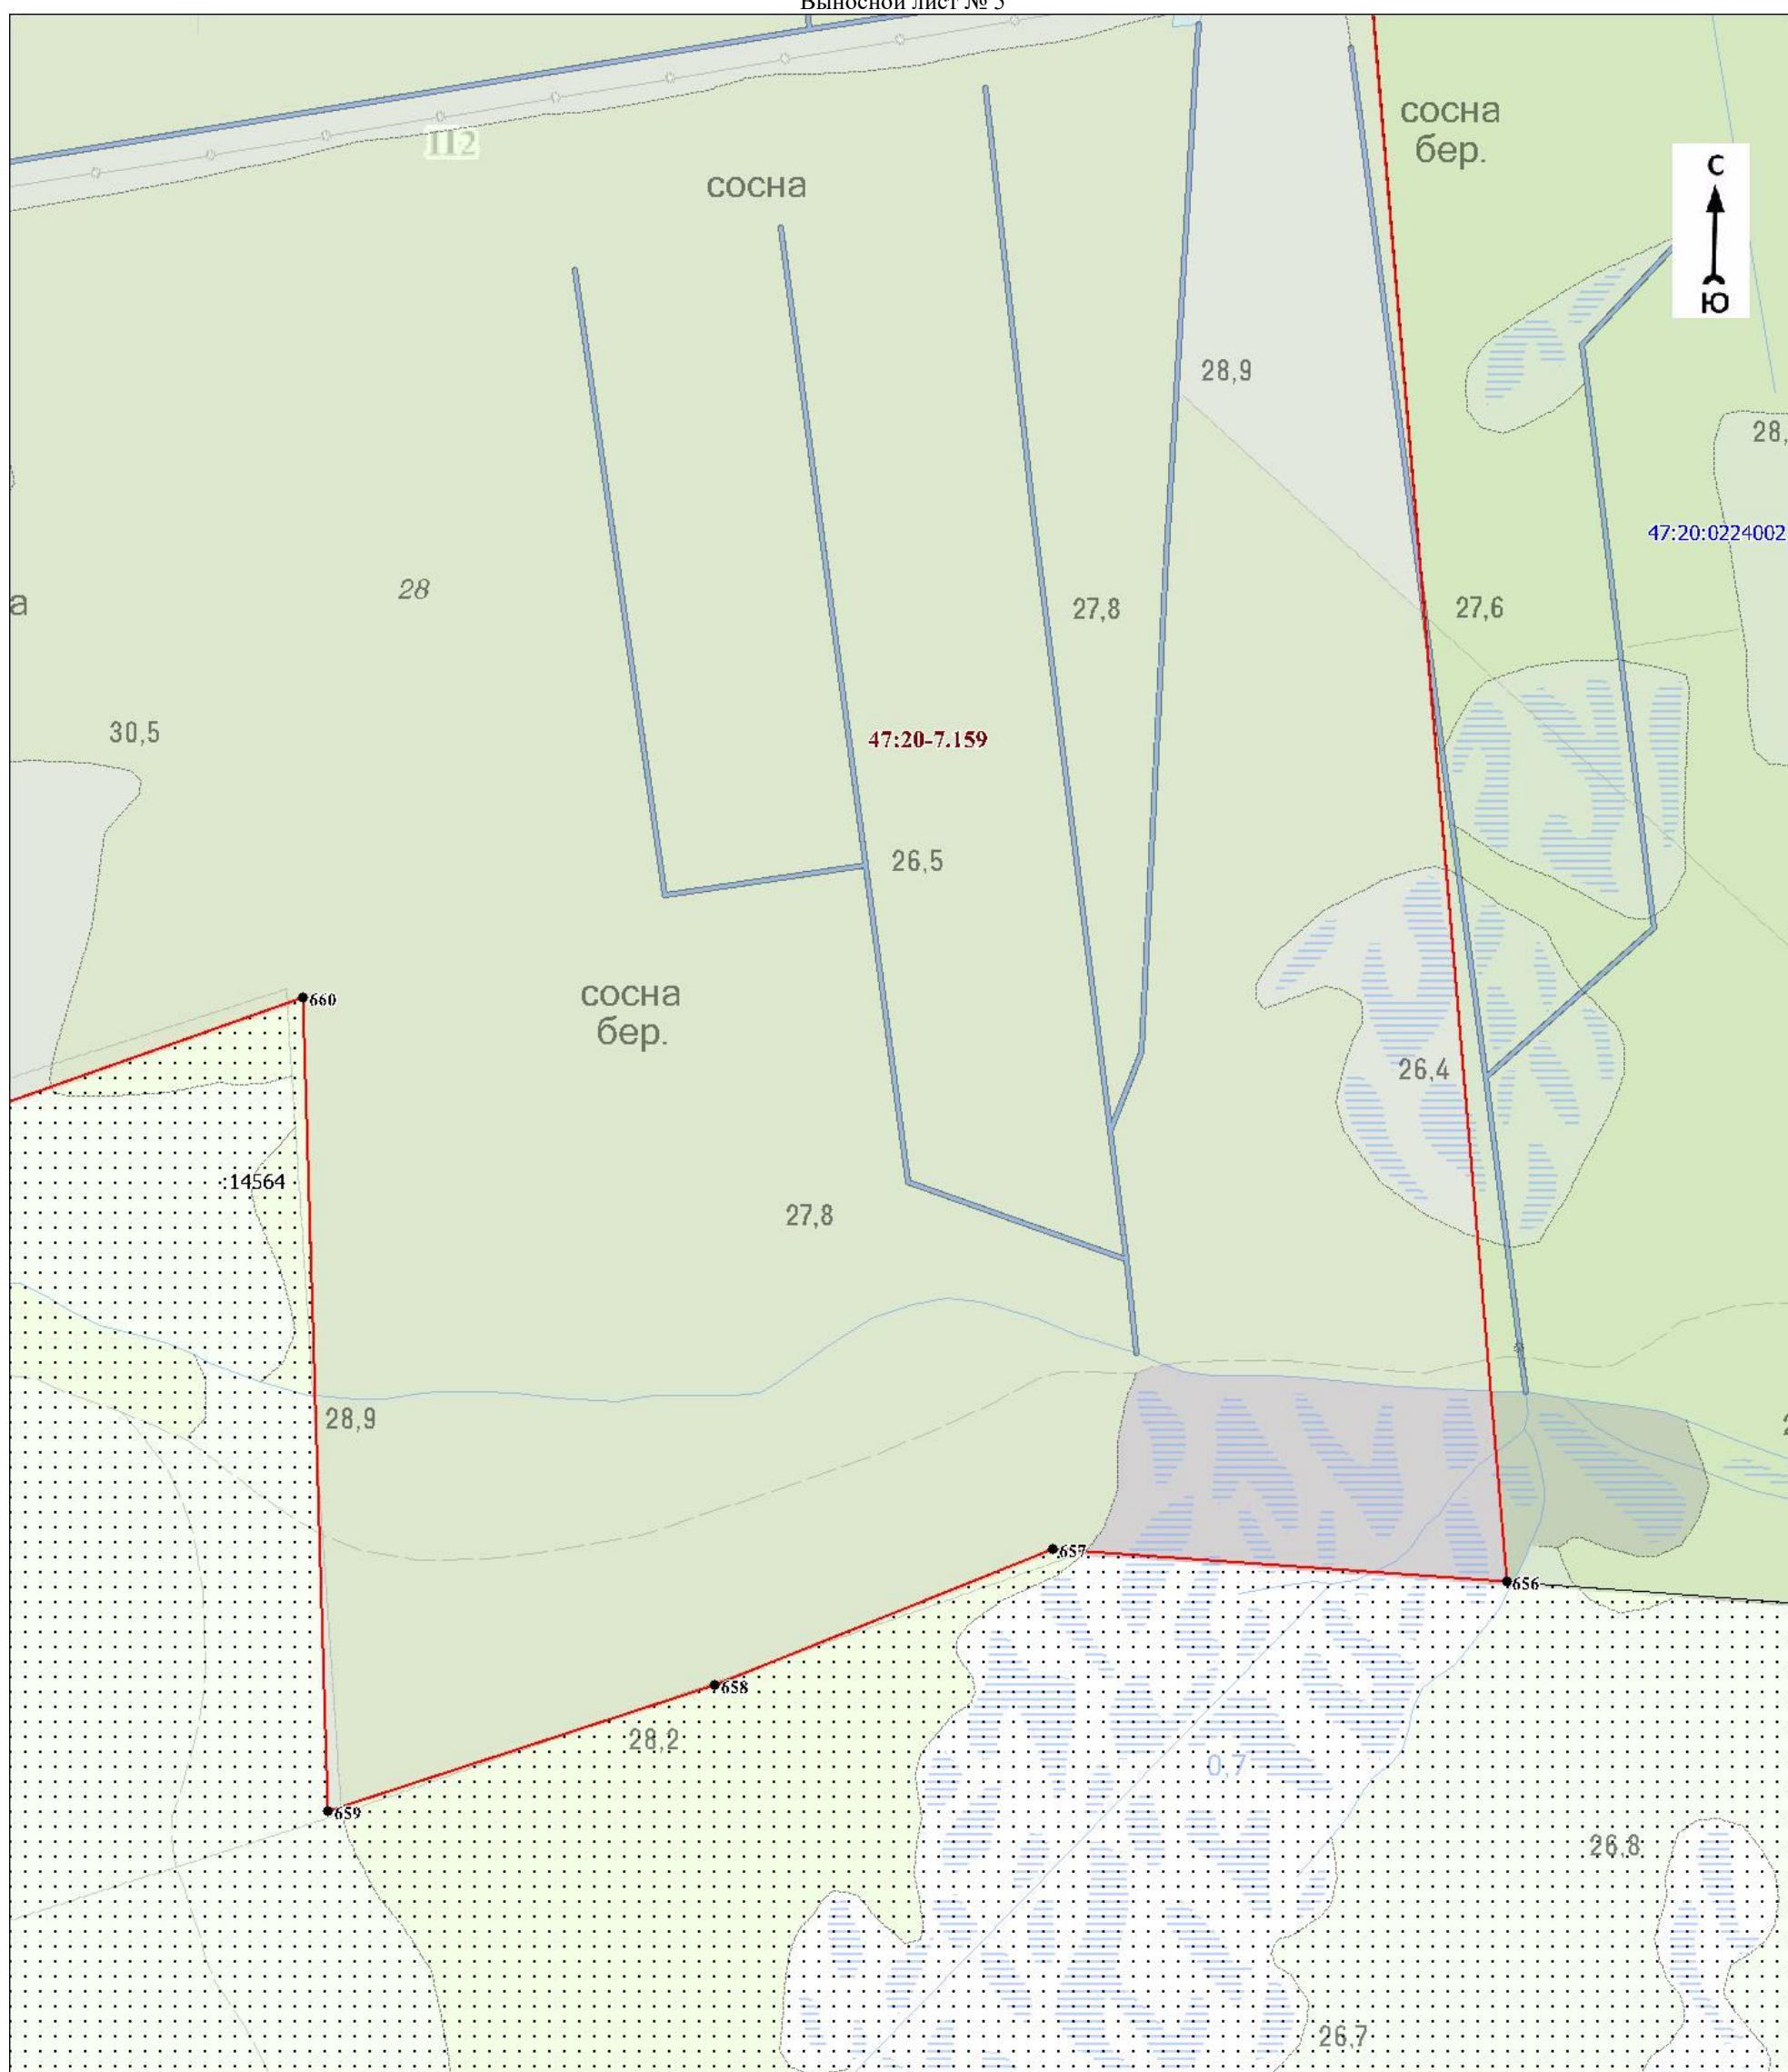 Выносной лист № 5
112
сосна
бер.
сосна
С
Ю
28,9
28,
47:20:0224002
28
а
27,8
27,6
30,5
47:20-7.159
26,5
сосна
бер.
660
26,4
:14564
27,8
28,9
657
656
658
28,2
0,7
659
26,8
26,7